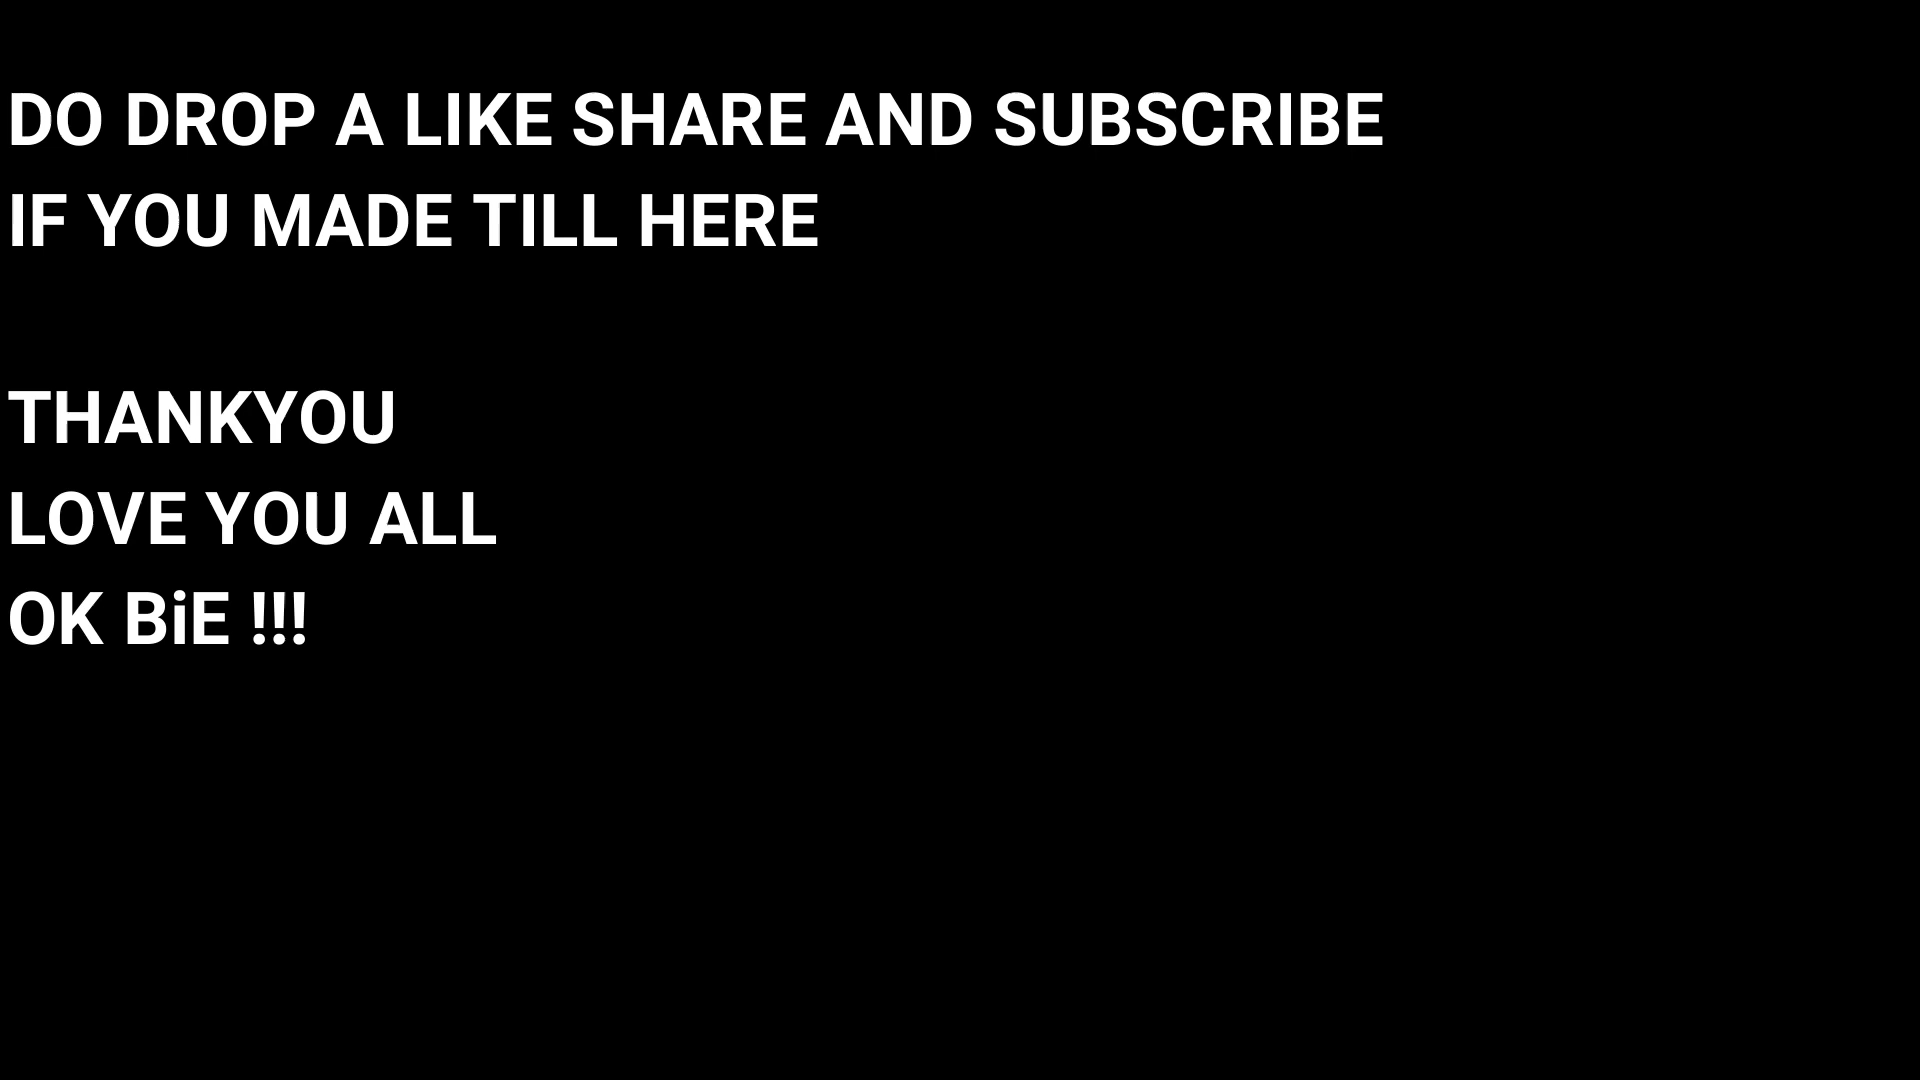 DO DROP A LIKE SHARE AND SUBSCRIBE
IF YOU MADE TILL HERE
THANKYOU
LOVE YOU ALL
OK BiE !!!